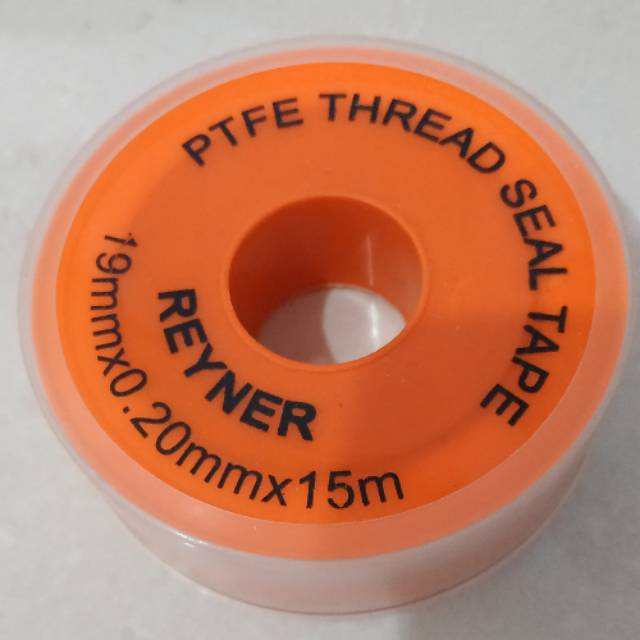 PTFE THREAD SEAL TAPE
REYNER
19mmx0.20mmx15m